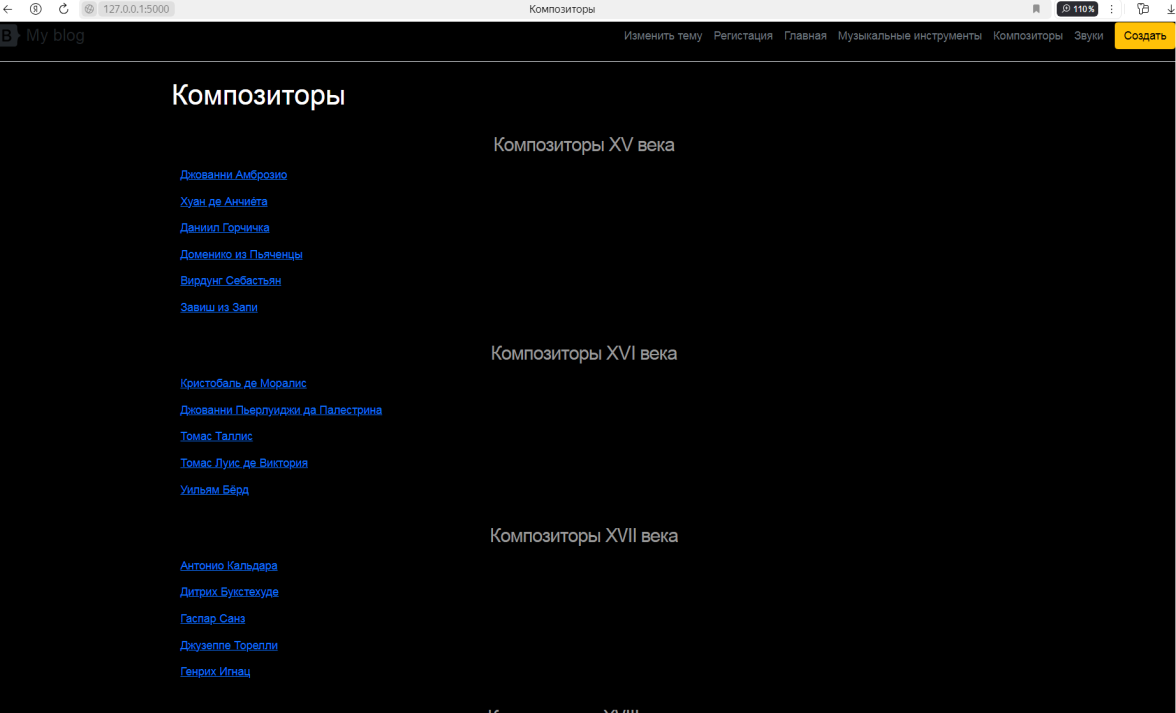 127.0.0.1:5000 Композиторы 110%
B My blog Изменить тему Регистация Главная Музыкальные инструменты Композиторы Звуки Создать
Композиторы
Композиторы XV века
Джованни Амброзио
Хуан де Анчиета
Даниил Горчичка
Доменико из Пьяченцы
Вирдунг Себастьян
Завиш из Запи
Композиторы XVI века
Кристобаль де Моралис
Джованни Пьерлуиджи да Палестрина
Томас Таллис
Томас Луис де Виктория
Уильям Бёрд
Композиторы XVII века
Антонио Кальдара
Дитрих Букстехуде
Гаспар Санз
Джузеппе Торелли
Генрих Игнац